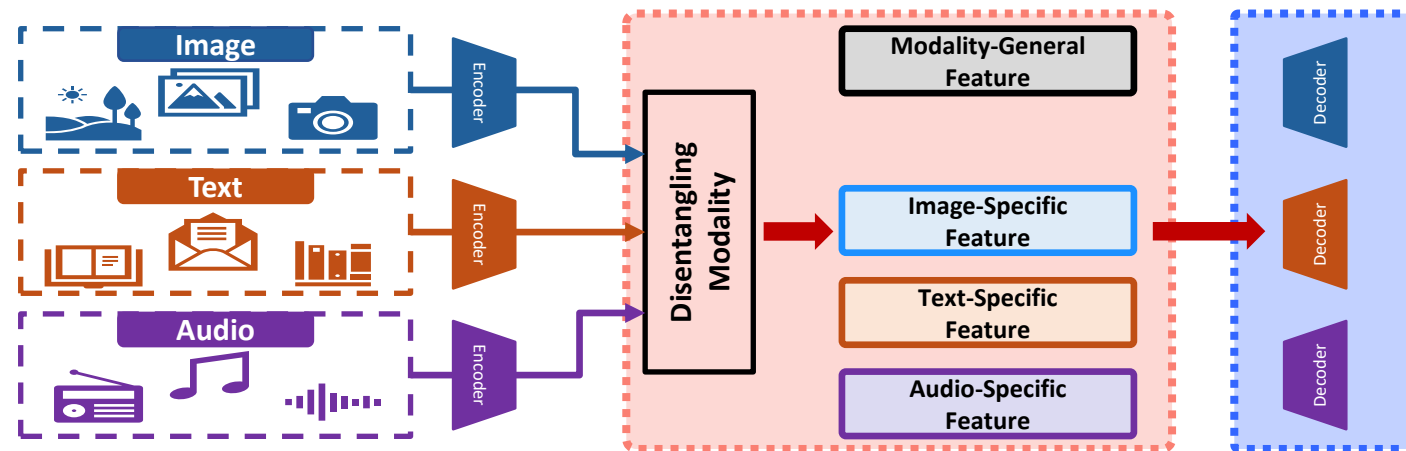 Image
Encoder
Text
Encoder
Audio
Encoder
Disentangling
Modality
Modality-General
Feature
Image-Specific
Feature
Text-Specific
Feature
Audio-Specific
Feature
Decoder
Decoder
Decoder